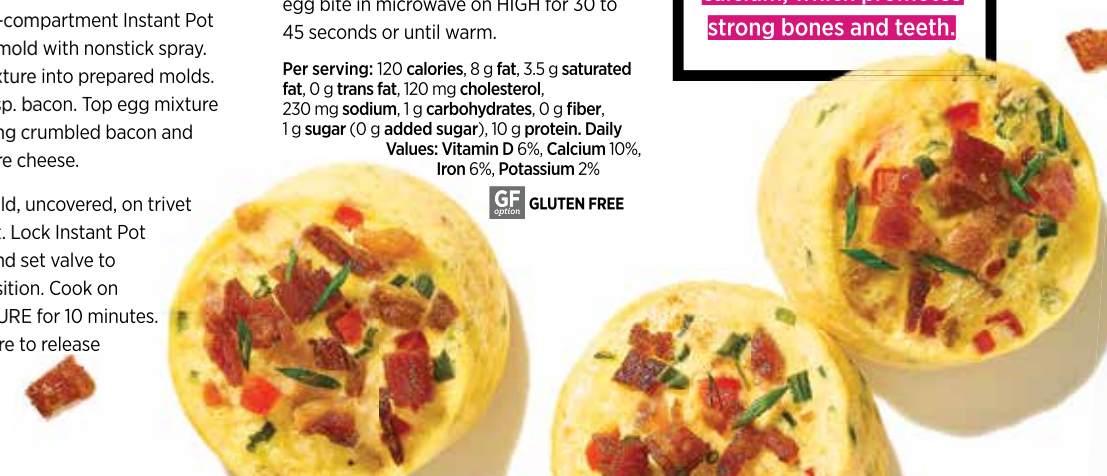 -compartment Instant Pot
mold with nonstick spray.
xture into prepared molds.
sp. bacon. Top egg mixture
ng crumbled bacon and
re cheese.
ld, uncovered, on trivet
t. Lock Instant Pot
nd set valve to
sition. Cook on
URE for 10 minutes.
re to release
egg bite in microwave on HIGH for 30 to
45 seconds or until warm.
Per serving: 120 calories, 8 g fat, 3.5 g saturated
fat, 0 g trans fat, 120 mg cholesterol,
230 mg sodium, 1 g carbohydrates, 0 g fiber,
1 g sugar (0 g added sugar), 10 g protein. Daily
Values: Vitamin D 6%, Calcium 10%,
Iron 6%, Potassium 2%
GF option GLUTEN FREE
calcium, which promotes
strong bones and teeth.